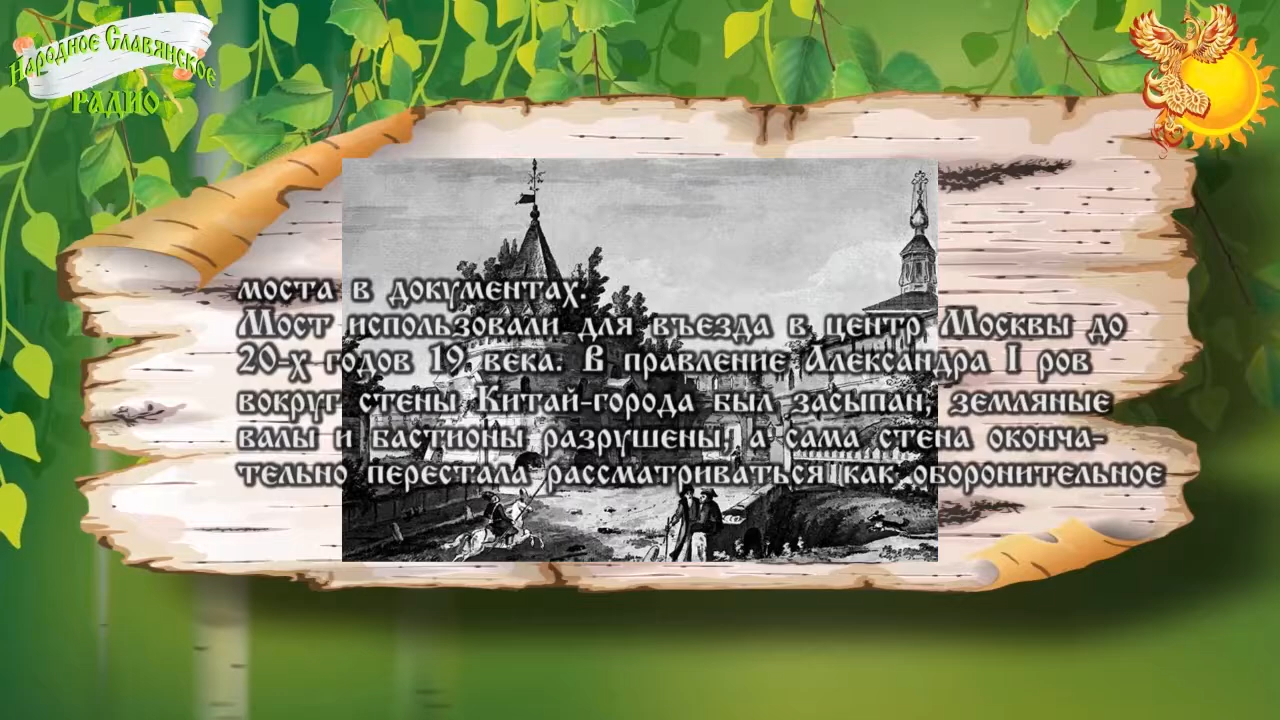 Народное Славянское
РАДИО
моста в документах.
Мост использовали для въезда в центр Москвы до
20-х годов 19 века. В правление Александра I ров
вокруг стены Китай-города был засыпан, земляные
валы и бастионы разрушены, а сама стена оконча-
тельно перестала рассматриваться как оборонительное